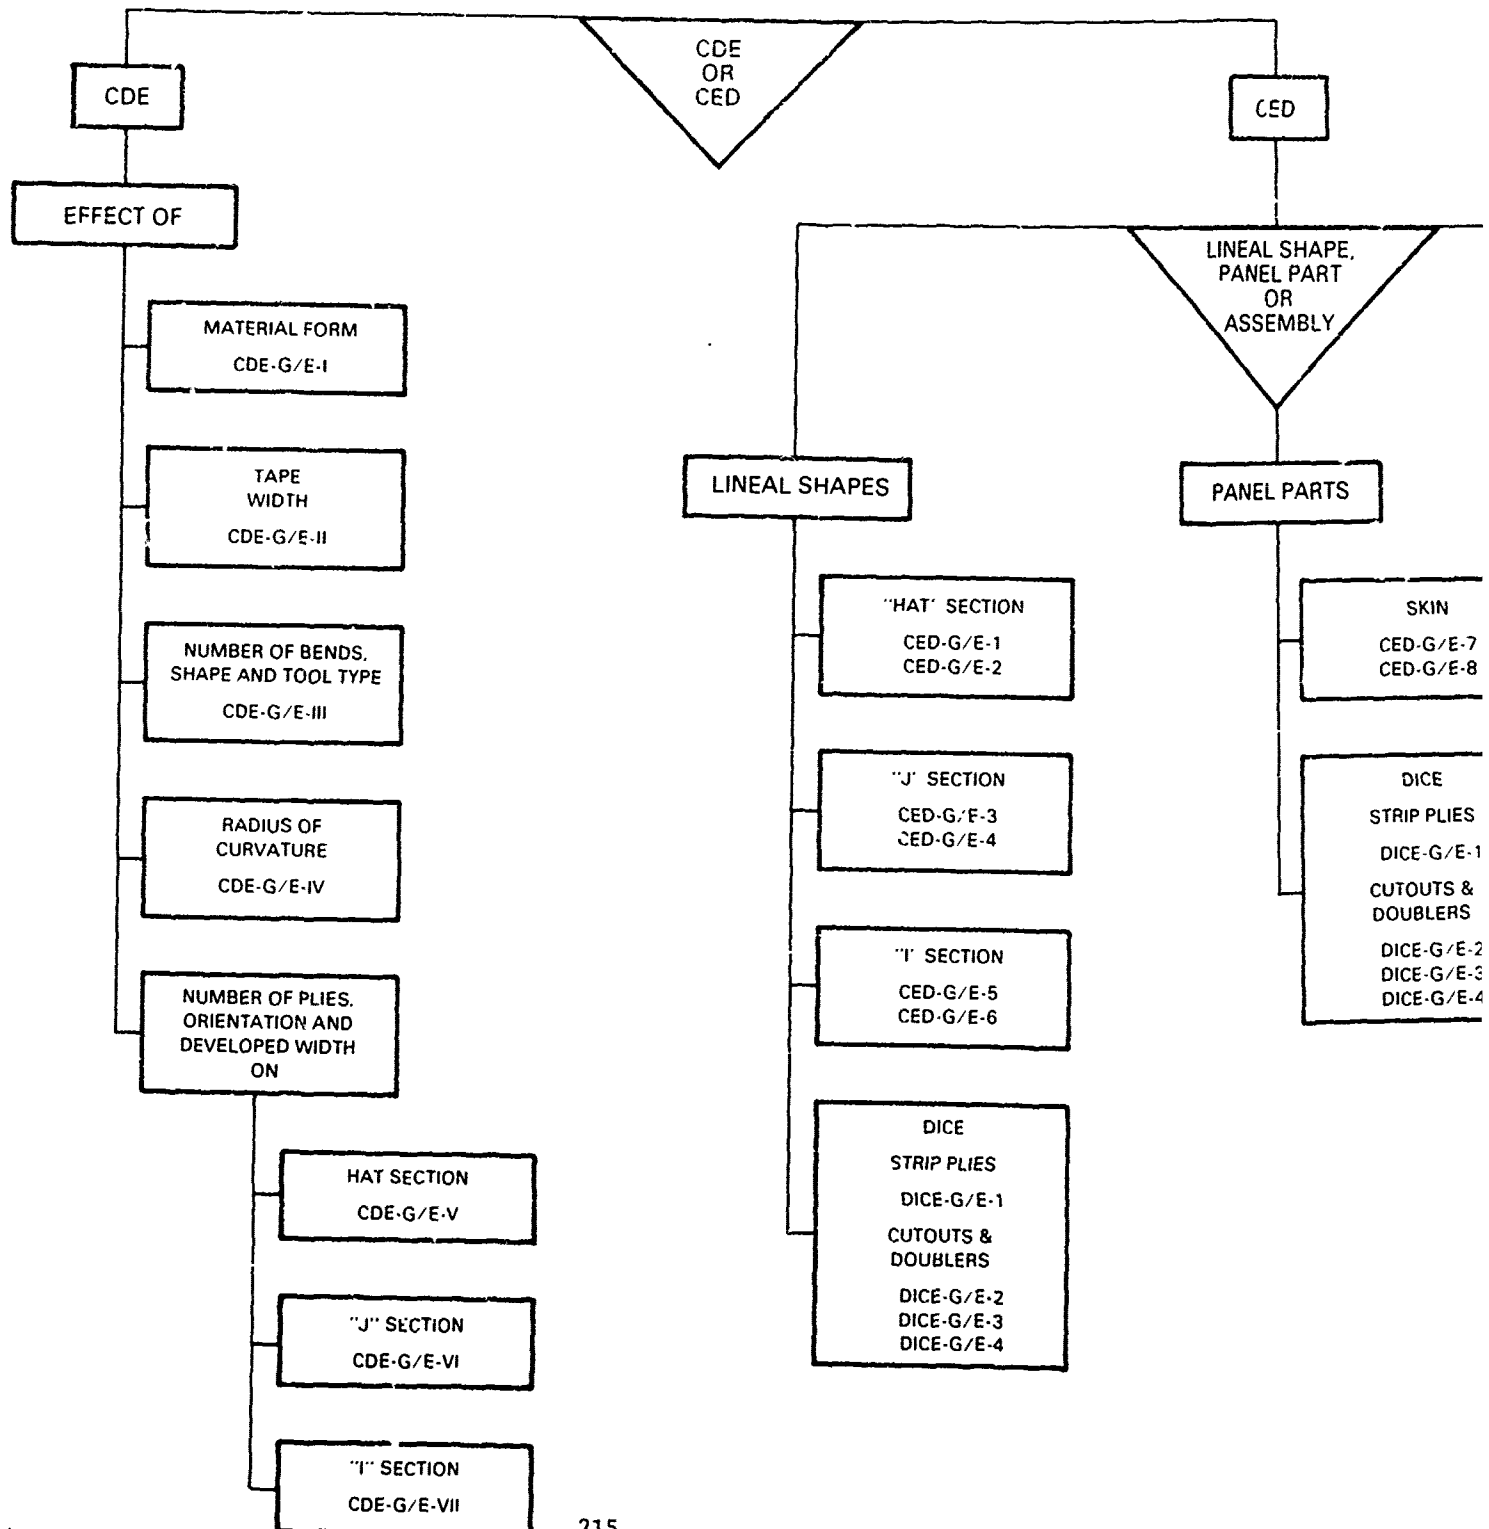 CDE
OR
CED
CDE
EFFECT OF
MATERIAL FORM
CDE-G/E-I
TAPE
WIDTH
CDE-G/E-II
NUMBER OF BENDS,
SHAPE AND TOOL TYPE
CDE-G/E-III
RADIUS OF
CURVATURE
CDE-G/E-IV
NUMBER OF PLIES,
ORIENTATION AND
DEVELOPED WIDTH
ON
HAT SECTION
CDE-G/E-V
"J" SECTION
CDE-G/E-VI
"I" SECTION
CDE-G/E-VII
CED
LINEAL SHAPE,
PANEL PART
OR
ASSEMBLY
LINEAL SHAPES
"HAT" SECTION
CED-G/E-1
CED-G/E-2
"J" SECTION
CED-G/E-3
CED-G/E-4
"I" SECTION
CED-G/E-5
CED-G/E-6
DICE
STRIP PLIES
DICE-G/E-1
CUTOUTS &
DOUBLERS
DICE-G/E-2
DICE-G/E-3
DICE-G/E-4
PANEL PARTS
SKIN
CED-G/E-7
CED-G/E-8
DICE
STRIP PLIES
DICE-G/E-1
CUTOUTS &
DOUBLERS
DICE-G/E-2
DICE-G/E-3
DICE-G/E-4
215